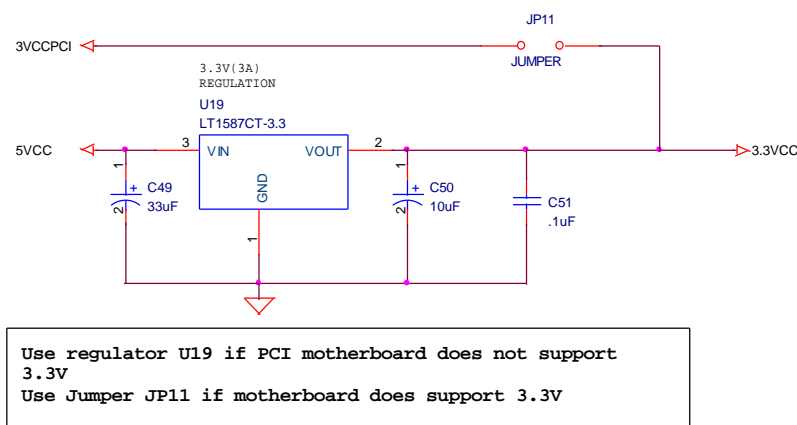 JP11
3VCCPCI
JUMPER
3.3V(3A)
REGULATION
U19
LT1587CT-3.3
5VCC
3
VIN
VOUT
2
3.3VCC
GND
1
1
+
C49
2
33uF
1
+
C50
2
10uF
C51
.1uF
Use regulator U19 if PCI motherboard does not support
3.3V
Use Jumper JP11 if motherboard does support 3.3V